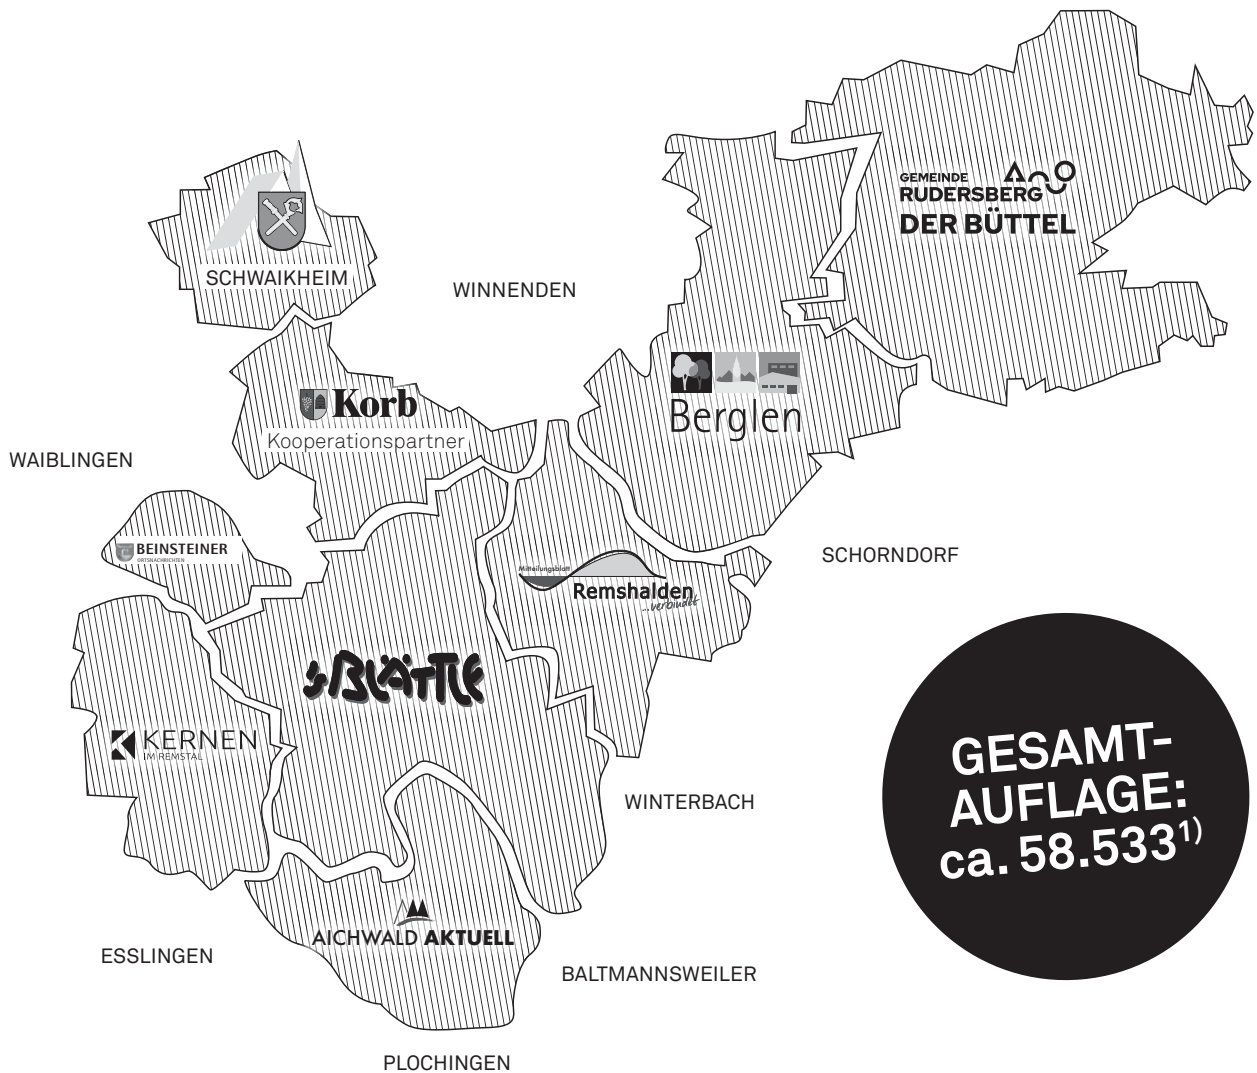 GEMEINDE
RUDERSBERG
DER BÜTTEL
SCHWAIKHEIM
WINNENDEN
Korb
Kooperationspartner
Berglen
WAIBLINGEN
BEINSTEINER
ORTSNACHRICHTEN
SCHORNDORF
Mitteilungsblatt
Remshalden
...verbindet
's BLÄTTLE
KERNEN
IM REMSTAL
GESAMT-
AUFLAGE:
ca. 58.533¹⁾
WINTERBACH
AICHWALD AKTUELL
ESSLINGEN
BALTMANNSWEILER
PLOCHINGEN